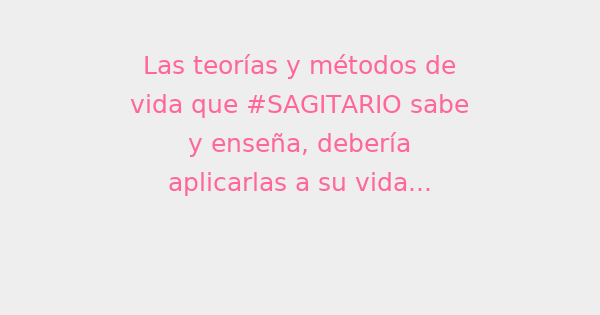 Las teorías y métodos de
vida que #SAGITARIO sabe
y enseña, debería
aplicarlas a su vida...